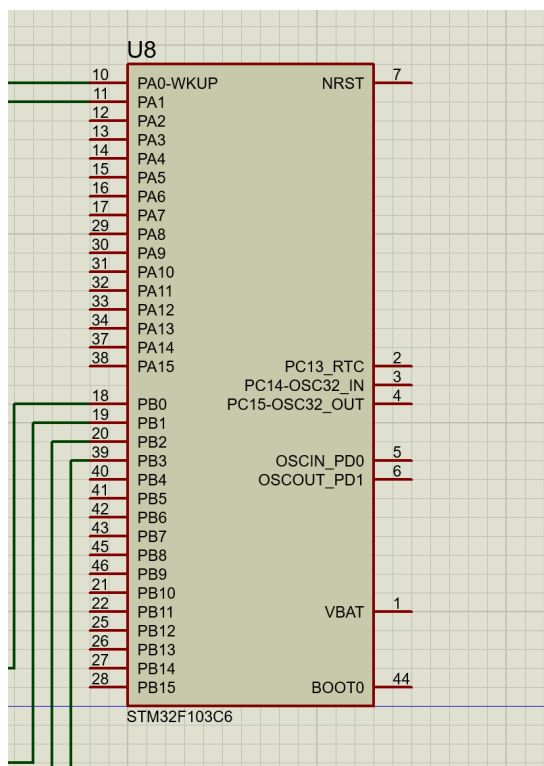 U8
10 PA0-WKUP NRST 7
11 PA1
12 PA2
13 PA3
14 PA4
15 PA5
16 PA6
17 PA7
29 PA8
30 PA9
31 PA10
32 PA11
33 PA12
34 PA13
37 PA14
38 PA15 PC13_RTC 2
PC14-OSC32_IN 3
18 PB0 PC15-OSC32_OUT 4
19 PB1
20 PB2
39 PB3 OSCIN_PD0 5
40 PB4 OSCOUT_PD1 6
41 PB5
42 PB6
43 PB7
45 PB8
46 PB9
21 PB10
22 PB11 VBAT 1
25 PB12
26 PB13
27 PB14
28 PB15 BOOT0 44
STM32F103C6